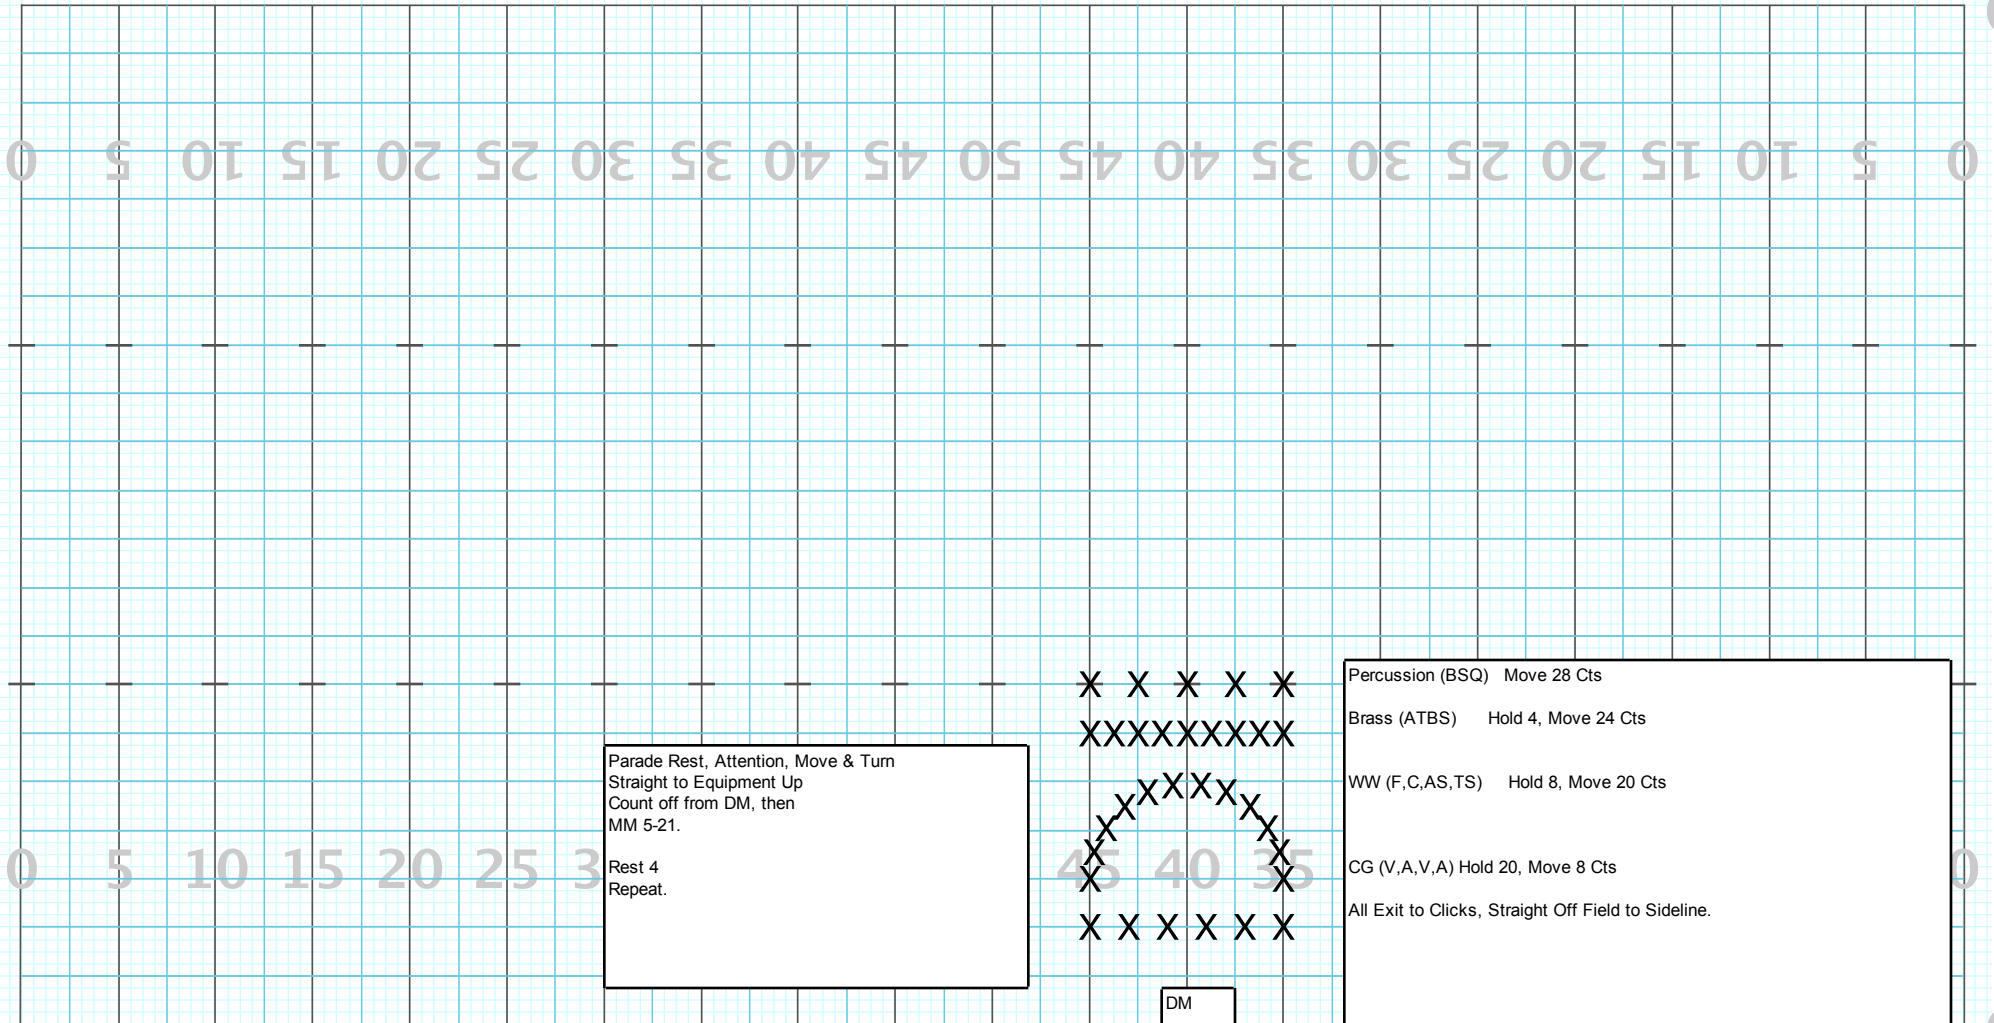 0 5 10 15 20 25 30 35 40 45 50 45 40 35 30 25 20 15 10 5 0
X X X X X
X X X X X X X X X
X X X X X X X X X X X X X X
X X X X X X
Percussion (BSQ) Move 28 Cts
Brass (ATBS) Hold 4, Move 24 Cts
WW (F,C,AS,TS) Hold 8, Move 20 Cts
CG (V,A,V,A) Hold 20, Move 8 Cts
All Exit to Clicks, Straight Off Field to Sideline.
Parade Rest, Attention, Move & Turn
Straight to Equipment Up
Count off from DM, then
MM 5-21.
Rest 4
Repeat.
0 5 10 15 20 25 3 45 40 35 0
DM